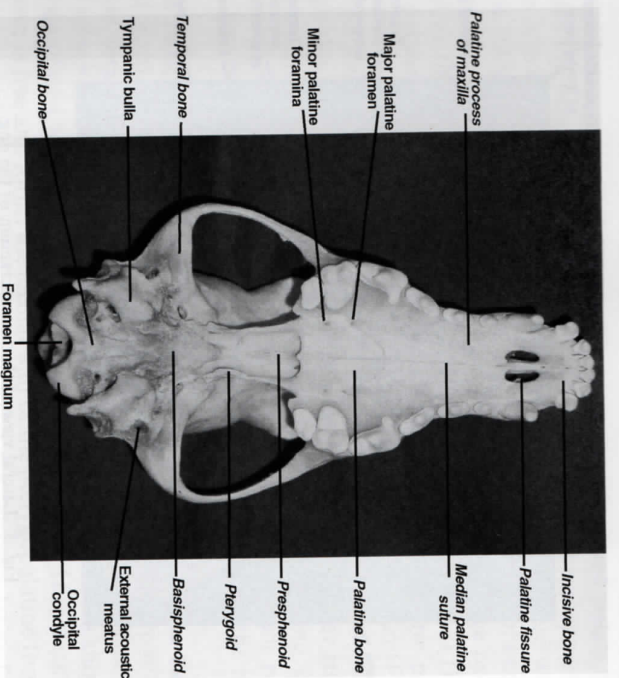 Palatine process
of maxilla
Major palatine
foramen
Minor palatine
foramina
Temporal bone
Tympanic bulla
Occipital bone
Foramen magnum
Incisive bone
Palatine fissure
Median palatine
suture
Palatine bone
Presphenoid
Pterygoid
Basisphenoid
External acoustic
meatus
Occipital
condyle